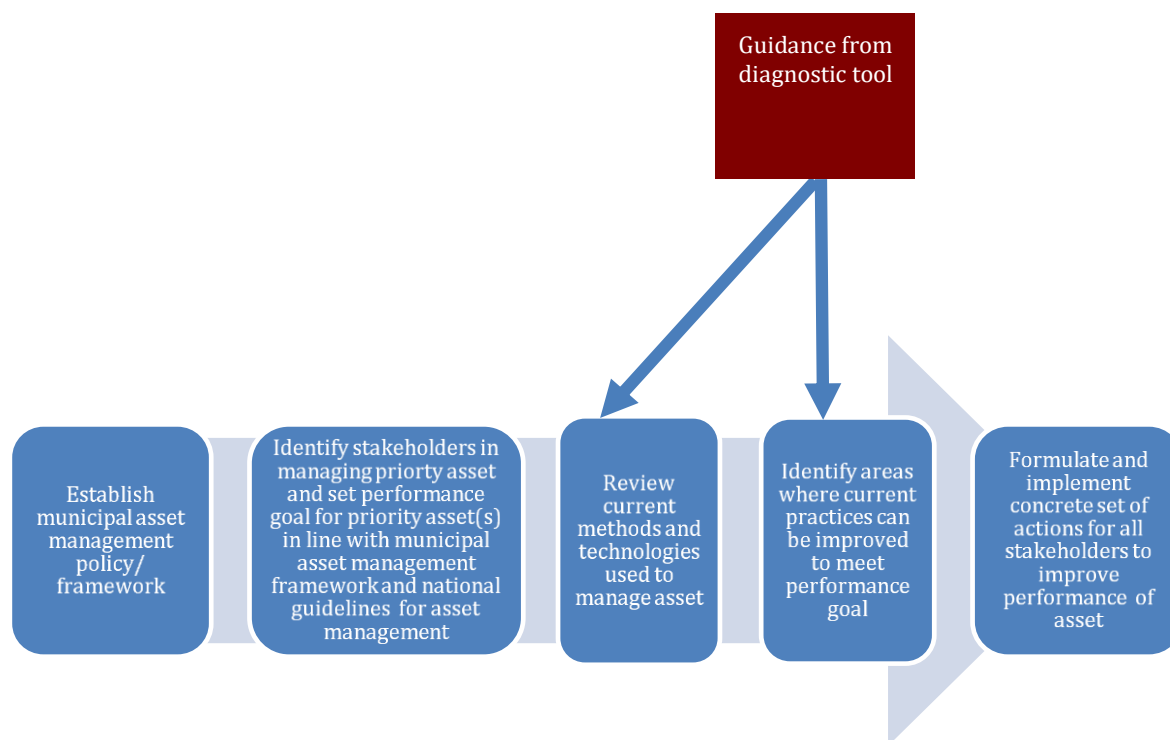 Guidance from
diagnostic tool
Establish
municipal asset
management
policy/
framework
Identify stakeholders in
managing priorty asset
and set performance
goal for priority asset(s)
in line with municipal
asset management
framework and national
guidelines for asset
management
Review
current
methods and
technologies
used to
manage asset
Identify areas
where current
practices can
be improved
to meet
performance
goal
Formulate and
implement
concrete set of
actions for all
stakeholders to
improve
performance of
asset